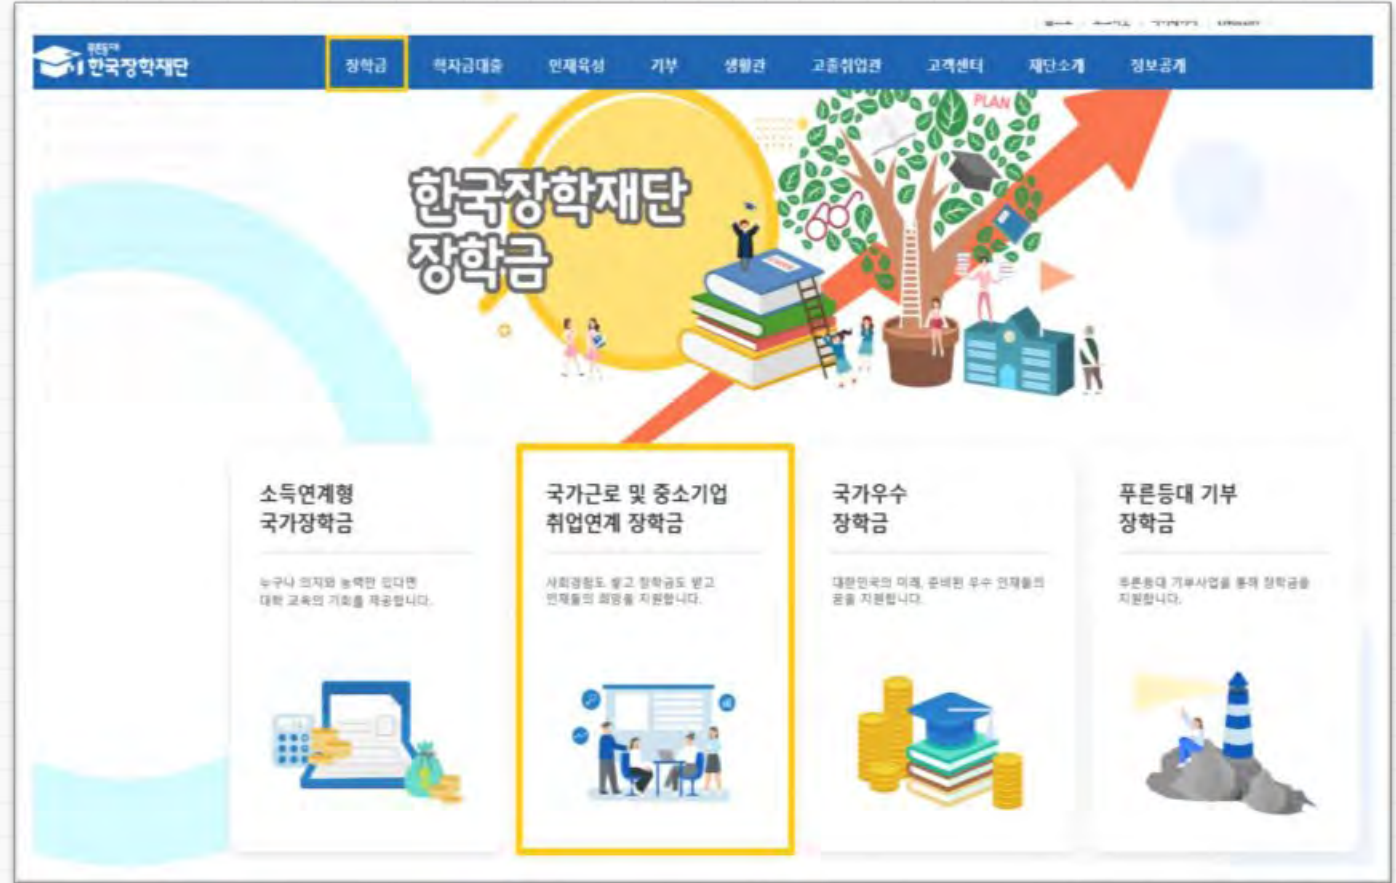 푸른등대
한국장학재단
장학금 학자금대출 인재육성 기부 생활관 고졸취업관 고객센터 재단소개 정보공개
PLAN
한국장학재단
장학금
소득연계형
국가장학금
누구나 의지와 능력만 있다면
대학 교육의 기회를 제공합니다.
국가근로 및 중소기업
취업연계 장학금
사회경험도 쌓고 장학금도 받고
인재들의 희망을 지원합니다.
국가우수
장학금
대한민국의 미래, 준비된 우수 인재들의
꿈을 지원합니다.
푸른등대 기부
장학금
푸른등대 기부사업을 통해 장학금을
지원합니다.